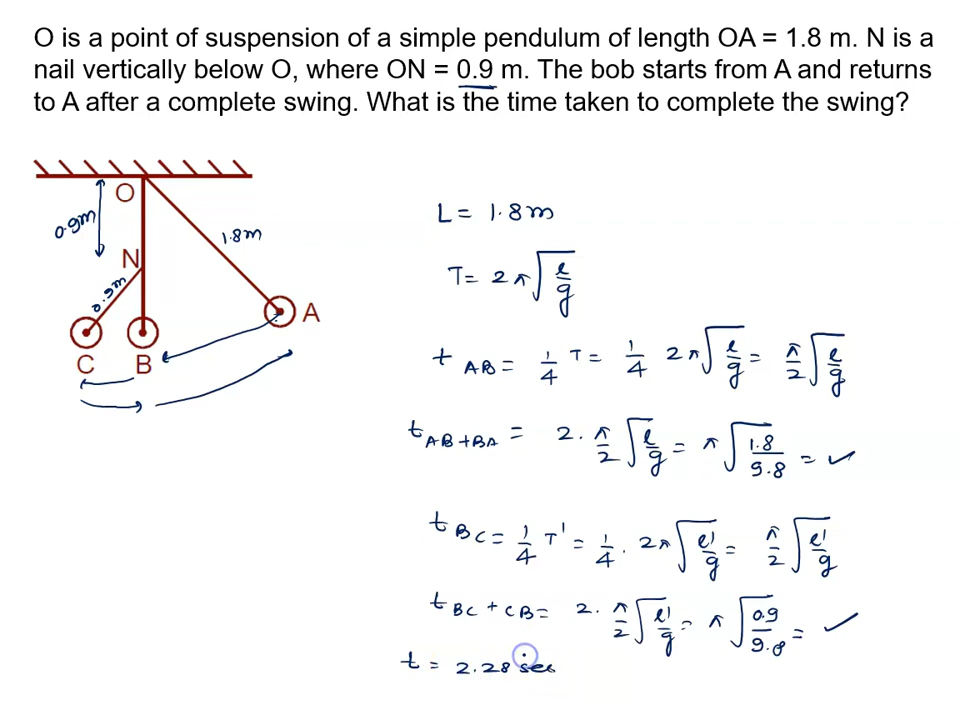 O is a point of suspension of a simple pendulum of length OA = 1.8 m. N is a
nail vertically below O, where ON = 0.9 m. The bob starts from A and returns
to A after a complete swing. What is the time taken to complete the swing?
O
0.9m
1.8m
N
0.9m
A
C B
L = 1.8m
T = 2π√(l/g)
t AB = 1/4 T = 1/4 2π√(l/g) = π/2 √(l/g)
t AB+BA = 2. π/2 √(l/g) = π √(1.8/9.8) = ✓
t BC = 1/4 T' = 1/4 . 2π√(l'/g) = π/2 √(l'/g)
t BC + CB = 2. π/2 √(l'/g) = π √(0.9/9.8) = ✓
t = 2.28 sec